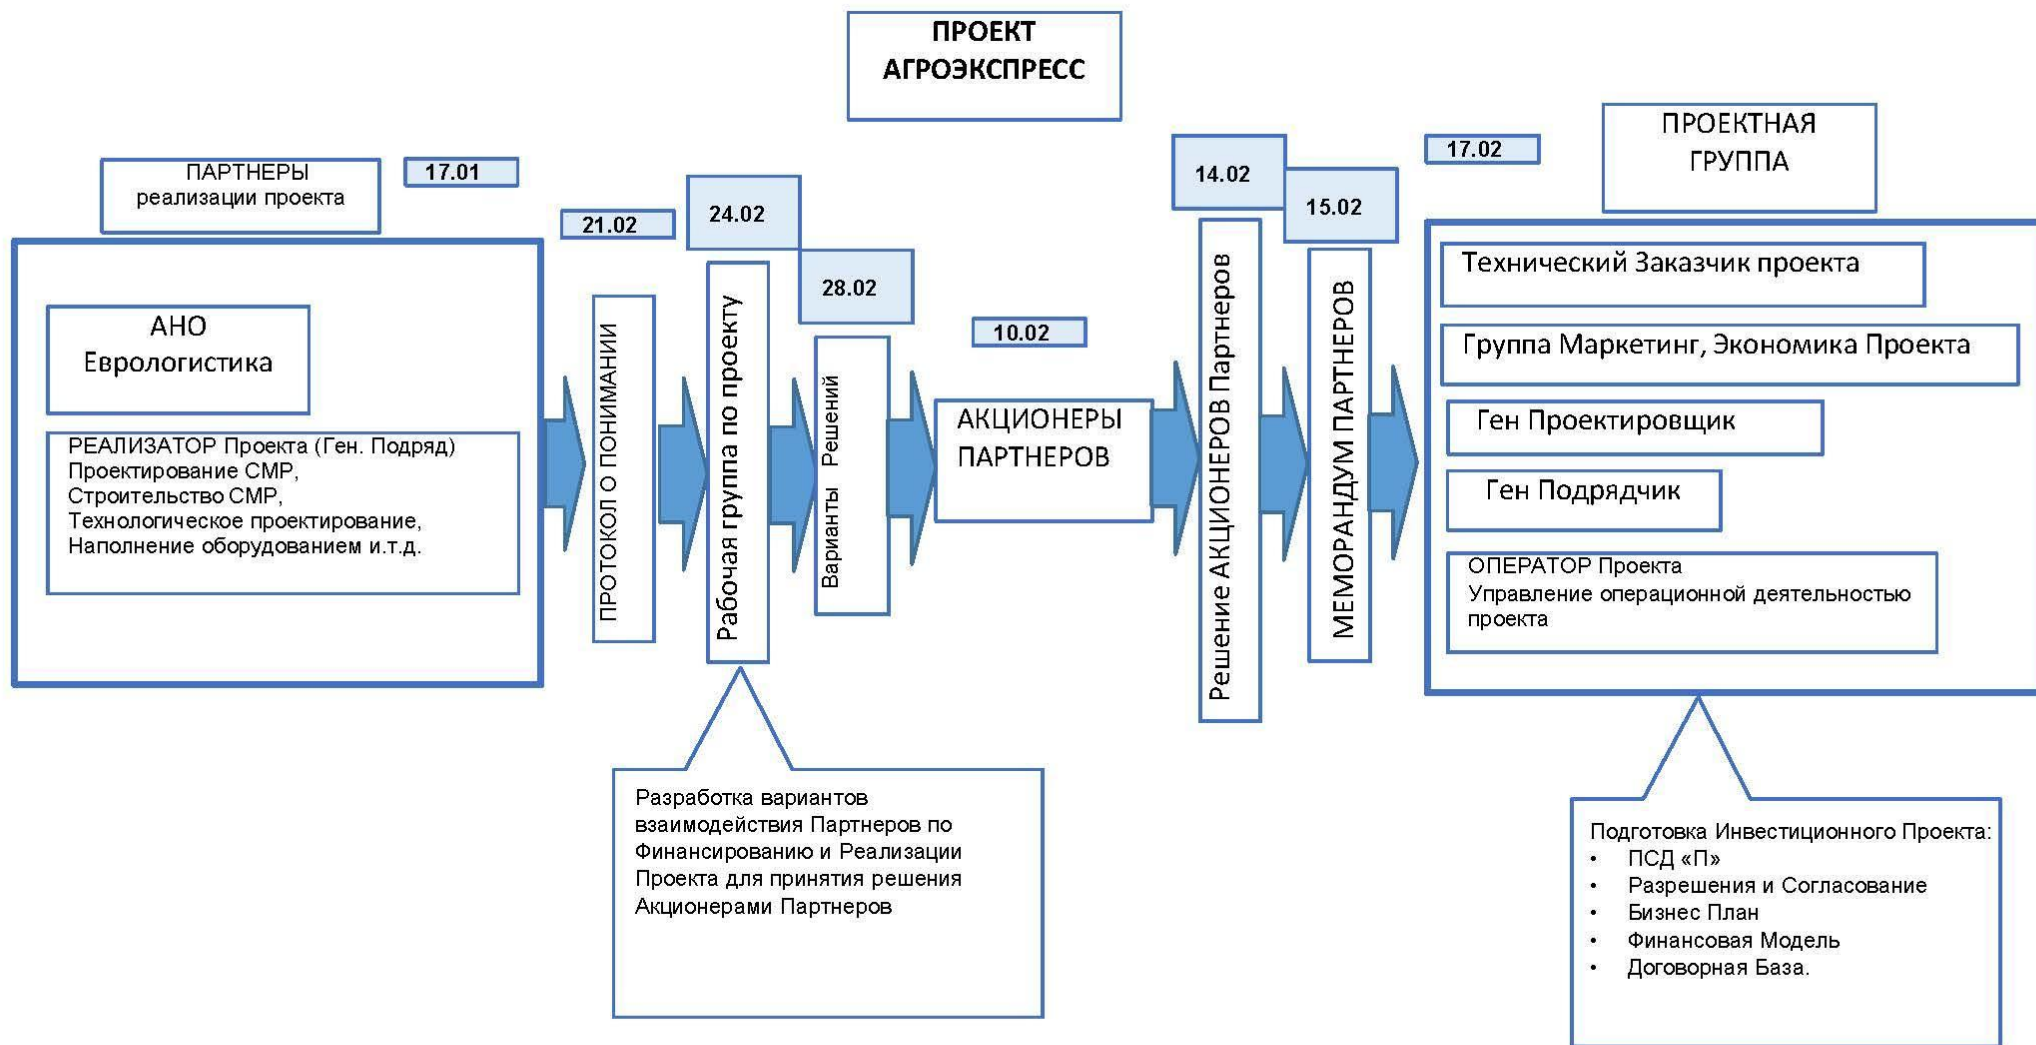 ПРОЕКТ
АГРОЭКСПРЕСС
ПАРТНЕРЫ
реализации проекта
17.01
АНО
Еврологистика
РЕАЛИЗАТОР Проекта (Ген. Подряд)
Проектирование СМР,
Строительство СМР,
Технологическое проектирование,
Наполнение оборудованием и.т.д.
21.02
ПРОТОКОЛ О ПОНИМАНИИ
24.02
Рабочая группа по проекту
28.02
Варианты Решений
10.02
АКЦИОНЕРЫ
ПАРТНЕРОВ
14.02
Решение АКЦИОНЕРОВ Партнеров
15.02
МЕМОРАНДУМ ПАРТНЕРОВ
17.02
ПРОЕКТНАЯ
ГРУППА
Технический Заказчик проекта
Группа Маркетинг, Экономика Проекта
Ген Проектировщик
Ген Подрядчик
ОПЕРАТОР Проекта
Управление операционной деятельностью
проекта
Разработка вариантов
взаимодействия Партнеров по
Финансированию и Реализации
Проекта для принятия решения
Акционерами Партнеров
Подготовка Инвестиционного Проекта:
• ПСД «П»
• Разрешения и Согласование
• Бизнес План
• Финансовая Модель
• Договорная База.